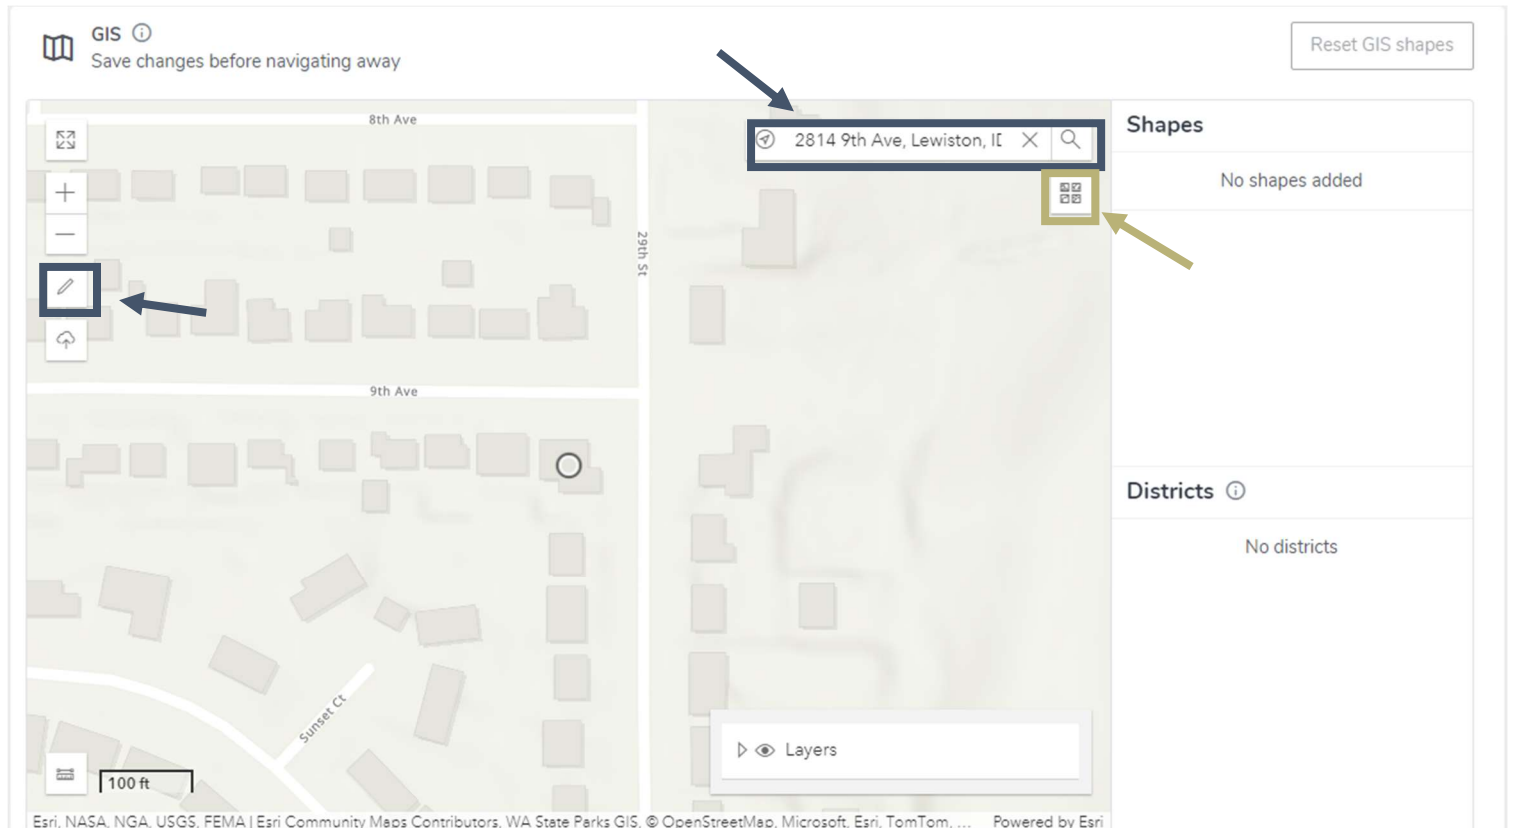 GIS
Save changes before navigating away
Reset GIS shapes
8th Ave
2814 9th Ave, Lewiston, I
Shapes
No shapes added
29th St
9th Ave
Districts
No districts
Sunset Ct
Layers
100 ft
Esri, NASA, NGA, USGS, FEMA | Esri Community Maps Contributors, WA State Parks GIS, © OpenStreetMap, Microsoft, Esri, TomTom, ... Powered by Esri